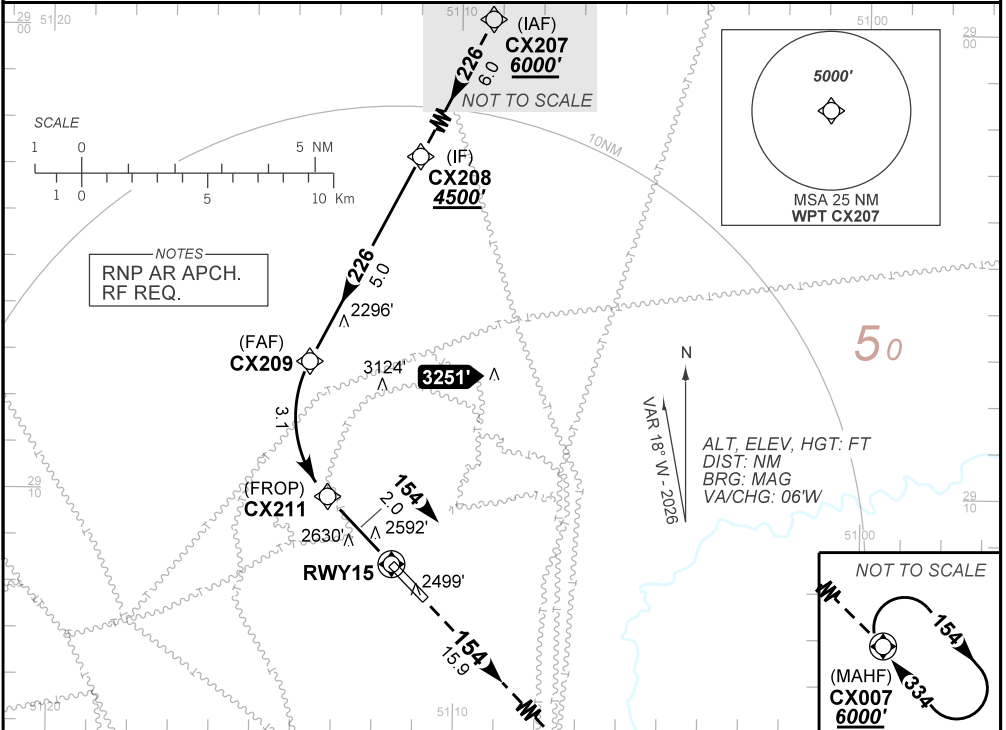 29
00
51 20
51 10
51 00
29
00
(IAF)
CX207
6000'
226
6.0
NOT TO SCALE
5000'
MSA 25 NM
WPT CX207
SCALE
1 0 5 NM
1 0 5 10 Km
10NM
(IF)
CX208
4500'
NOTES
RNP AR APCH.
RF REQ.
226
5.0
2296'
(FAF)
CX209
3124'
3251'
50
N
VAR 18° W - 2026
ALT, ELEV, HGT: FT
DIST: NM
BRG: MAG
VA/CHG: 06'W
3.1
29
10
(FROP)
CX211
154
2.0
2630'
2592'
29
10
51 00
RWY15
2499'
154
15.9
NOT TO SCALE
154
334
(MAHF)
CX007
6000'
51 20
51 10